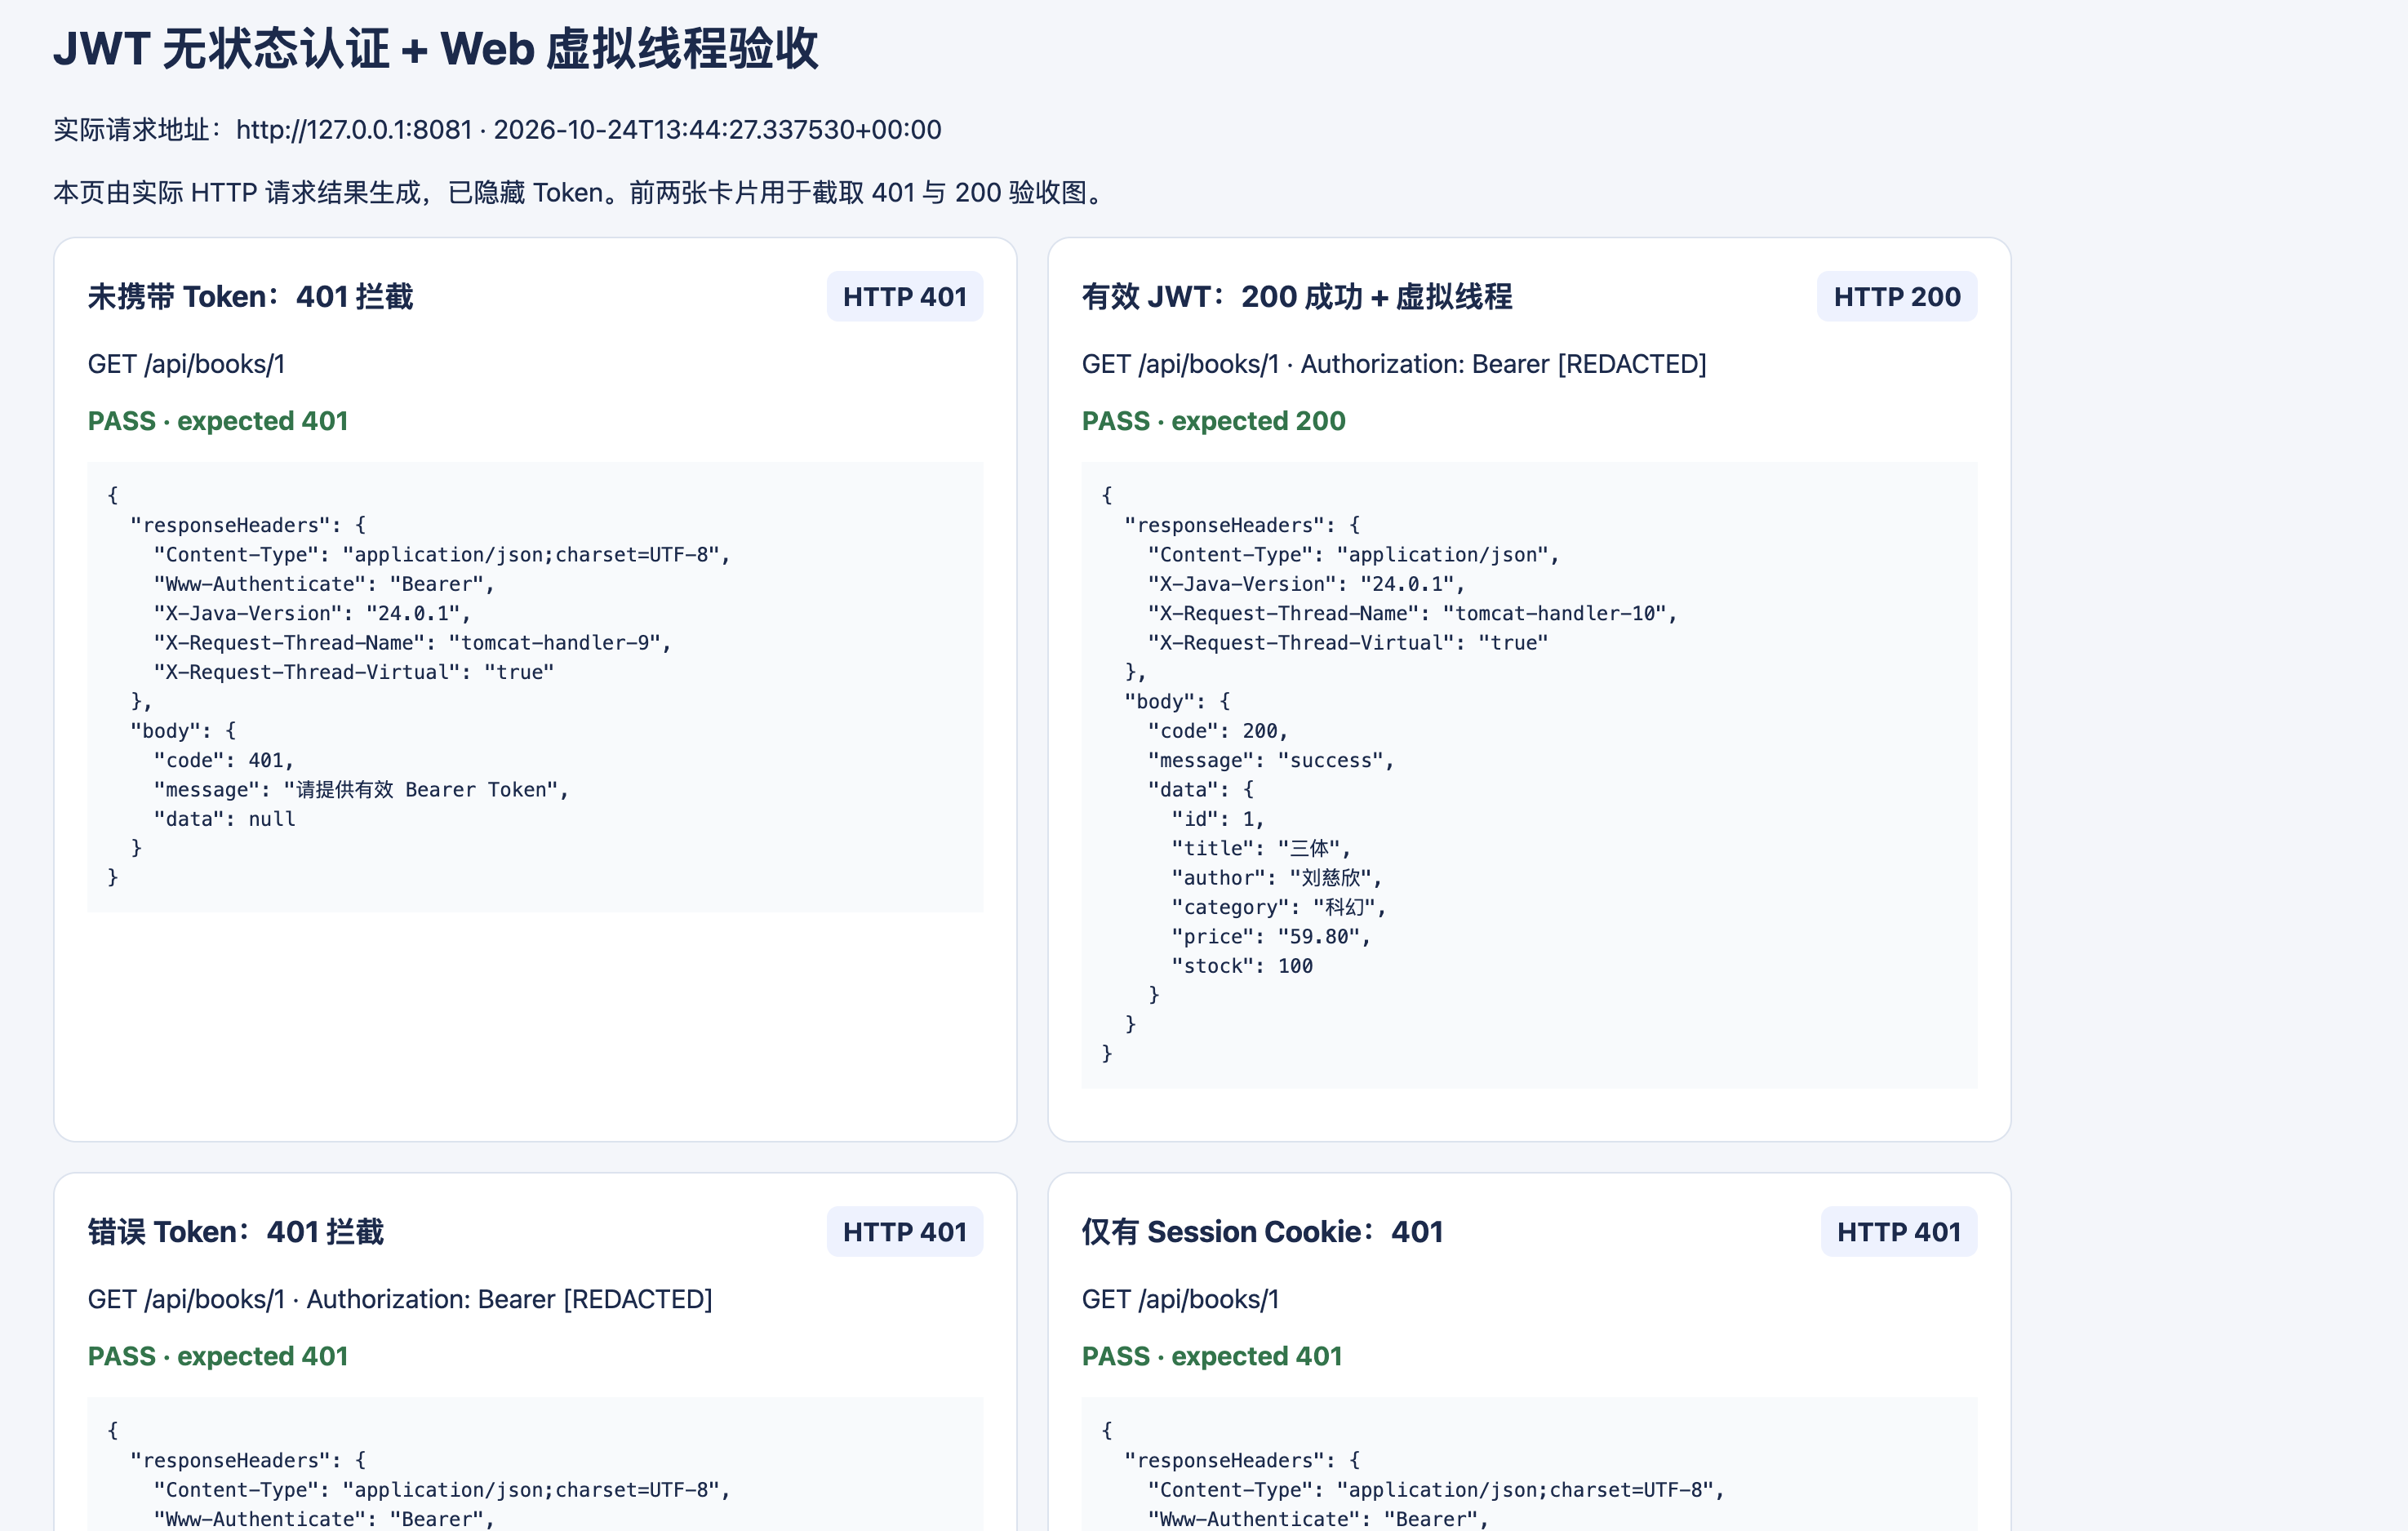 JWT 无状态认证 + Web 虚拟线程验收
实际请求地址：http://127.0.0.1:8081 · 2026-10-24T13:44:27.337530+00:00
本页由实际 HTTP 请求结果生成，已隐藏 Token。前两张卡片用于截取 401 与 200 验收图。
未携带 Token：401 拦截
HTTP 401
GET /api/books/1
PASS · expected 401
{
  "responseHeaders": {
    "Content-Type": "application/json;charset=UTF-8",
    "Www-Authenticate": "Bearer",
    "X-Java-Version": "24.0.1",
    "X-Request-Thread-Name": "tomcat-handler-9",
    "X-Request-Thread-Virtual": "true"
  },
  "body": {
    "code": 401,
    "message": "请提供有效 Bearer Token",
    "data": null
  }
}
有效 JWT：200 成功 + 虚拟线程
HTTP 200
GET /api/books/1 · Authorization: Bearer [REDACTED]
PASS · expected 200
{
  "responseHeaders": {
    "Content-Type": "application/json",
    "X-Java-Version": "24.0.1",
    "X-Request-Thread-Name": "tomcat-handler-10",
    "X-Request-Thread-Virtual": "true"
  },
  "body": {
    "code": 200,
    "message": "success",
    "data": {
      "id": 1,
      "title": "三体",
      "author": "刘慈欣",
      "category": "科幻",
      "price": "59.80",
      "stock": 100
    }
  }
}
错误 Token：401 拦截
HTTP 401
GET /api/books/1 · Authorization: Bearer [REDACTED]
PASS · expected 401
{
  "responseHeaders": {
    "Content-Type": "application/json;charset=UTF-8",
    "Www-Authenticate": "Bearer",
仅有 Session Cookie：401
HTTP 401
GET /api/books/1
PASS · expected 401
{
  "responseHeaders": {
    "Content-Type": "application/json;charset=UTF-8",
    "Www-Authenticate": "Bearer",